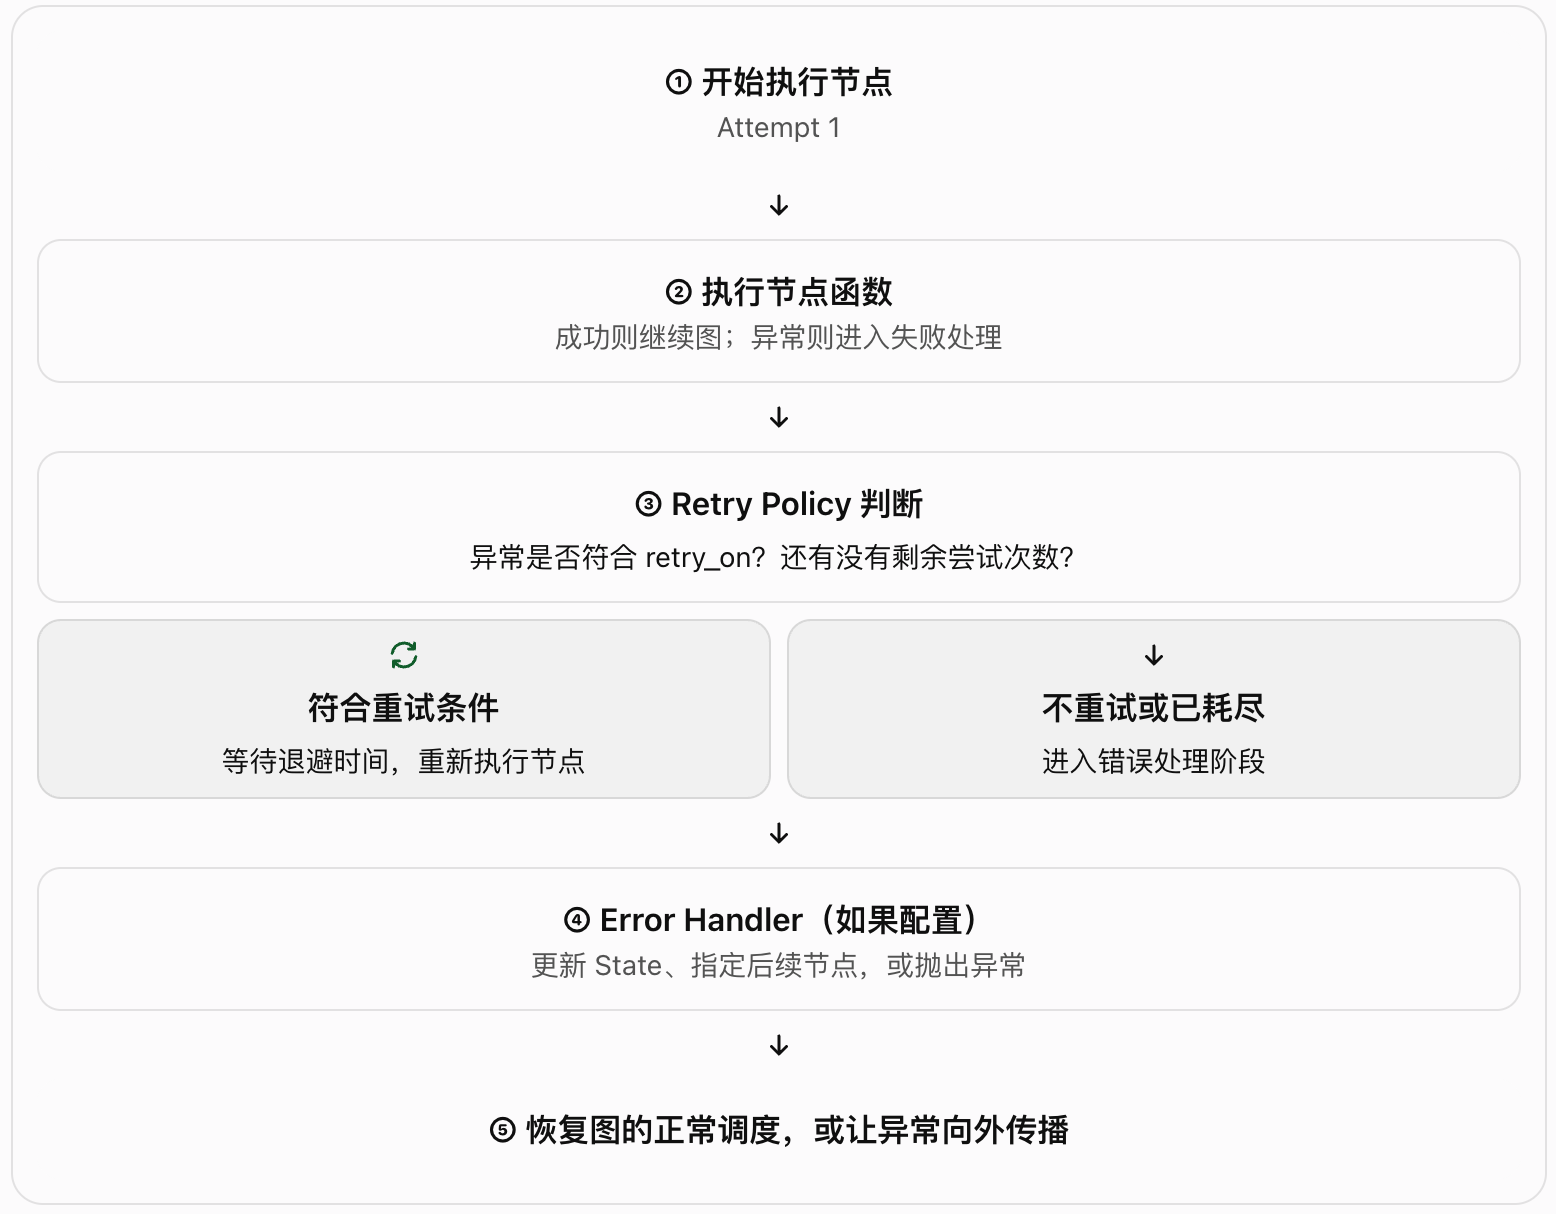 ① 开始执行节点
Attempt 1
② 执行节点函数
成功则继续图；异常则进入失败处理
③ Retry Policy 判断
异常是否符合 retry_on？还有没有剩余尝试次数？
符合重试条件
等待退避时间，重新执行节点
不重试或已耗尽
进入错误处理阶段
④ Error Handler（如果配置）
更新 State、指定后续节点，或抛出异常
⑤ 恢复图的正常调度，或让异常向外传播